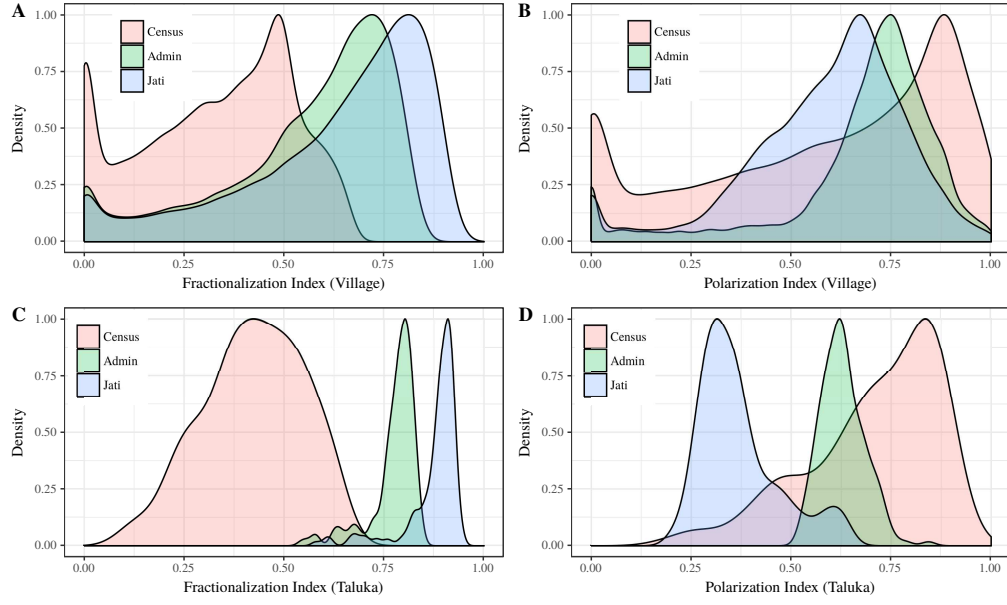 A
Census
Admin
Jati
Density
1.00
0.75
0.50
0.25
0.00
0.00 0.25 0.50 0.75 1.00
Fractionalization Index (Village)
B
Census
Admin
Jati
Density
1.00
0.75
0.50
0.25
0.00
0.00 0.25 0.50 0.75 1.00
Polarization Index (Village)
C
Census
Admin
Jati
Density
1.00
0.75
0.50
0.25
0.00
0.00 0.25 0.50 0.75 1.00
Fractionalization Index (Taluka)
D
Census
Admin
Jati
Density
1.00
0.75
0.50
0.25
0.00
0.00 0.25 0.50 0.75 1.00
Polarization Index (Taluka)